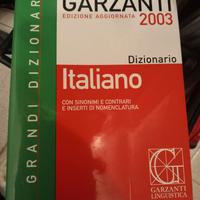 GRANDI DIZIONARI
GARZANTI
EDIZIONE AGGIORNATA 2003
Dizionario
Italiano
CON SINONIMI E CONTRARI
E INSERTI DI NOMENCLATURA
G
GARZANTI
LINGUISTICA